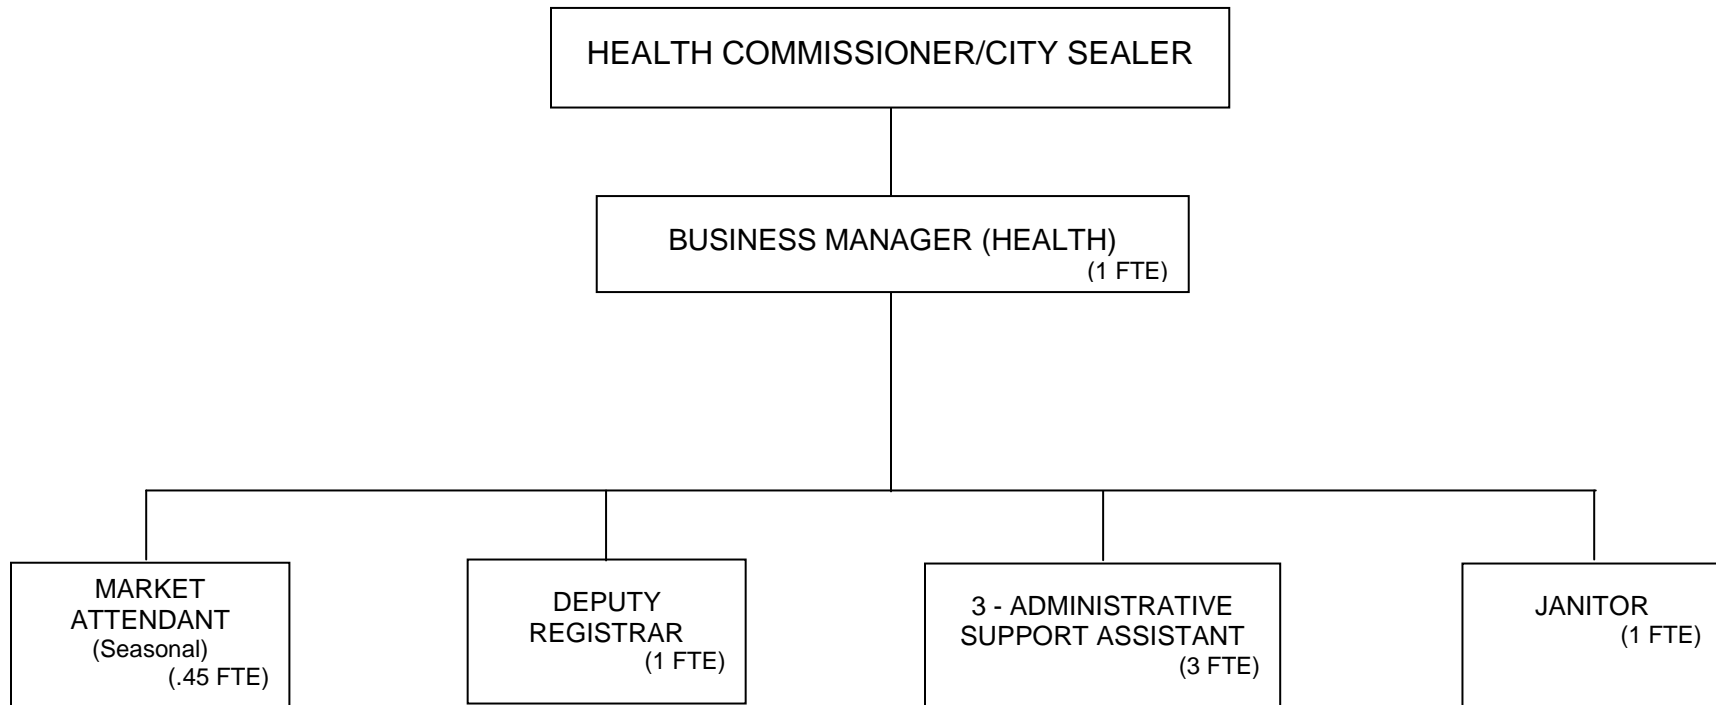 HEALTH COMMISSIONER/CITY SEALER
BUSINESS MANAGER (HEALTH)
(1 FTE)
MARKET
ATTENDANT
(Seasonal)
(.45 FTE)
DEPUTY
REGISTRAR
(1 FTE)
3 - ADMINISTRATIVE
SUPPORT ASSISTANT
(3 FTE)
JANITOR
(1 FTE)